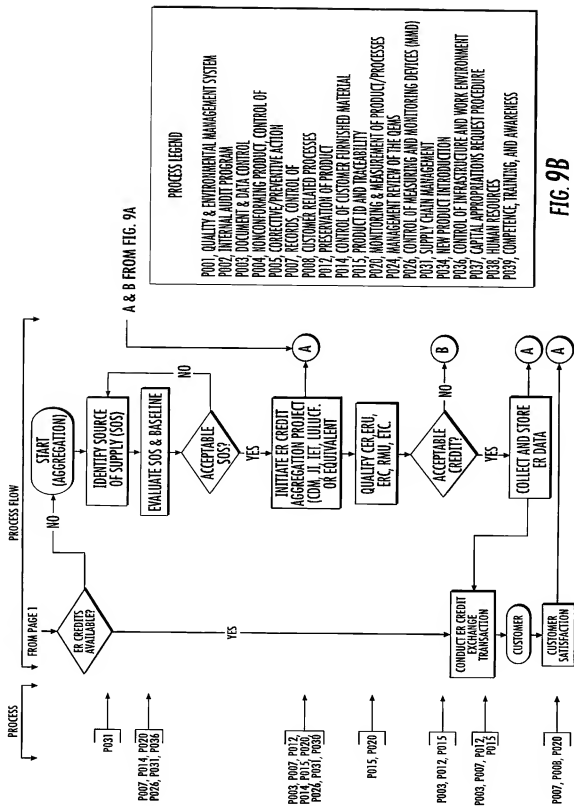 PROCESS
PROCESS FLOW
FROM PAGE 1
ER CREDITS
AVAILABLE?
NO
START
(AGGREGATION)
IDENTIFY SOURCE
OF SUPPLY (SOS)
EVALUATE SOS & BASELINE
ACCEPTABLE
SOS?
NO
YES
A & B FROM FIG. 9A
INITIATE ER CREDIT
AGGREGATION PROJECT
(CDM, JI, IET, LULUCF,
OR EQUIVALENT
A
QUALIFY CER, ERU,
ERC, RMU, ETC.
ACCEPTABLE
CREDIT?
NO
B
YES
COLLECT AND STORE
ER DATA
A
YES
CONDUCT ER CREDIT
EXCHANGE
TRANSACTION
CUSTOMER
CUSTOMER
SATISFACTION
A
P031
P007, P014, P020
P026, P031, P036
P003, P007, P012,
P014, P015, P020,
P026, P031, P030
P015, P020
P003, P012, P015
P003, P007, P012,
P015
P007, P008, P020
PROCESS LEGEND
P001, QUALITY & ENVIRONMENTAL MANAGEMENT SYSTEM
P002, INTERNAL AUDIT PROGRAM
P003, DOCUMENT & DATA CONTROL
P004, NONCONFORMING PRODUCT, CONTROL OF
P005, CORRECTIVE/PREVENTIVE ACTION
P007, RECORDS, CONTROL OF
P008, CUSTOMER RELATED PROCESSES
P012, PRESERVATION OF PRODUCT
P014, CONTROL OF CUSTOMER FURNISHED MATERIAL
P015, PRODUCT ID AND TRACEABILITY
P020, MONITORING & MEASUREMENT OF PRODUCT/PROCESSES
P024, MANAGEMENT REVIEW OF THE QEMS
P026, CONTROL OF MEASURING AND MONITORING DEVICES (MMD)
P031, SUPPLY CHAIN MANAGEMENT
P034, NEW PRODUCT INTRODUCTION
P036, CONTROL OF INFRASTRUCTURE AND WORK ENVIRONMENT
P037, CAPITAL APPROPRIATIONS REQUEST PROCEDURE
P038, HUMAN RESOURCES
P039, COMPETENCE, TRAINING, AND AWARENESS
FIG. 9B